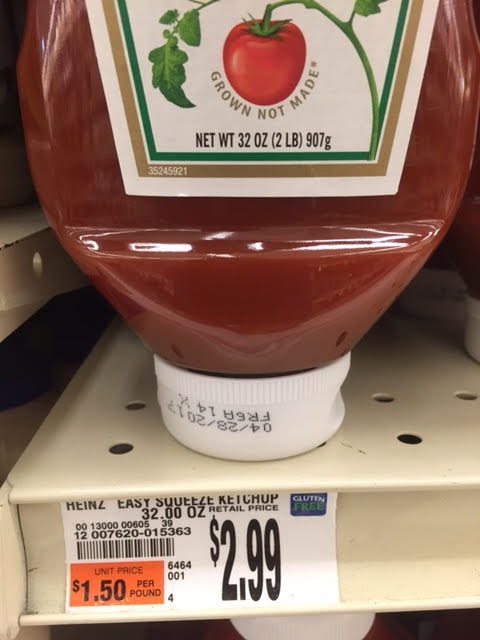 GROWN NOT MADE*
NET WT 32 OZ (2 LB) 907g
35245921
04/28/2017
FR6A 14 X
HEINZ EASY SQUEEZE KETCHUP
32.00 OZ RETAIL PRICE
GLUTEN
FREE
00 13000 00605 39
12 007620-015363
$2.99
UNIT PRICE
$1.50 PER
POUND
6464
001
4